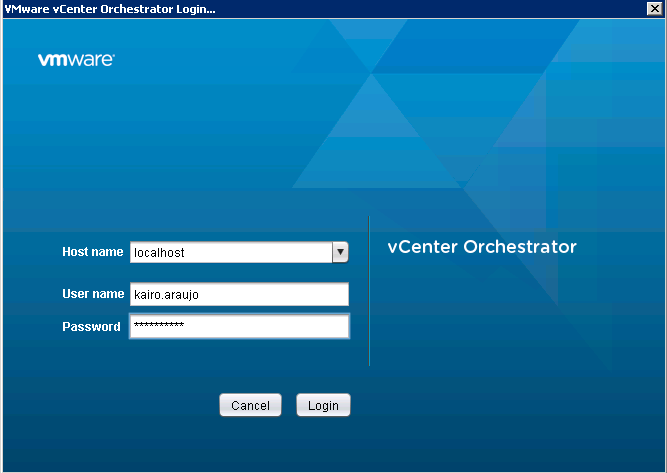 VMware vCenter Orchestrator Login...
vmware
Host name localhost
vCenter Orchestrator
User name kairo.araujo
Password **********
Cancel Login